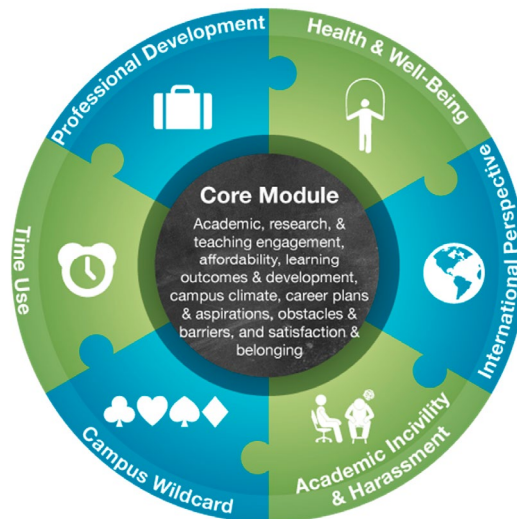 Professional Development
Health & Well-Being
International Perspective
Academic Incivility
& Harassment
Campus Wildcard
Time Use
Core Module
Academic, research, &
teaching engagement,
affordability, learning
outcomes & development,
campus climate, career plans
& aspirations, obstacles &
barriers, and satisfaction &
belonging